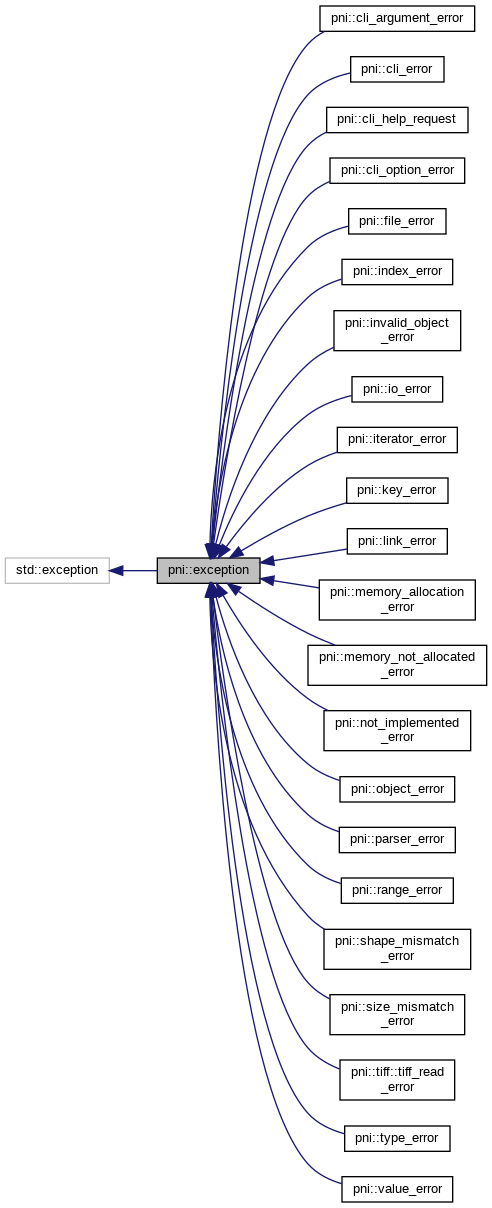 pni::cli_argument_error
pni::cli_error
pni::cli_help_request
pni::cli_option_error
pni::file_error
pni::index_error
pni::invalid_object
_error
pni::io_error
pni::iterator_error
pni::key_error
pni::link_error
std::exception
pni::exception
pni::memory_allocation
_error
pni::memory_not_allocated
_error
pni::not_implemented
_error
pni::object_error
pni::parser_error
pni::range_error
pni::shape_mismatch
_error
pni::size_mismatch
_error
pni::tiff::tiff_read
_error
pni::type_error
pni::value_error